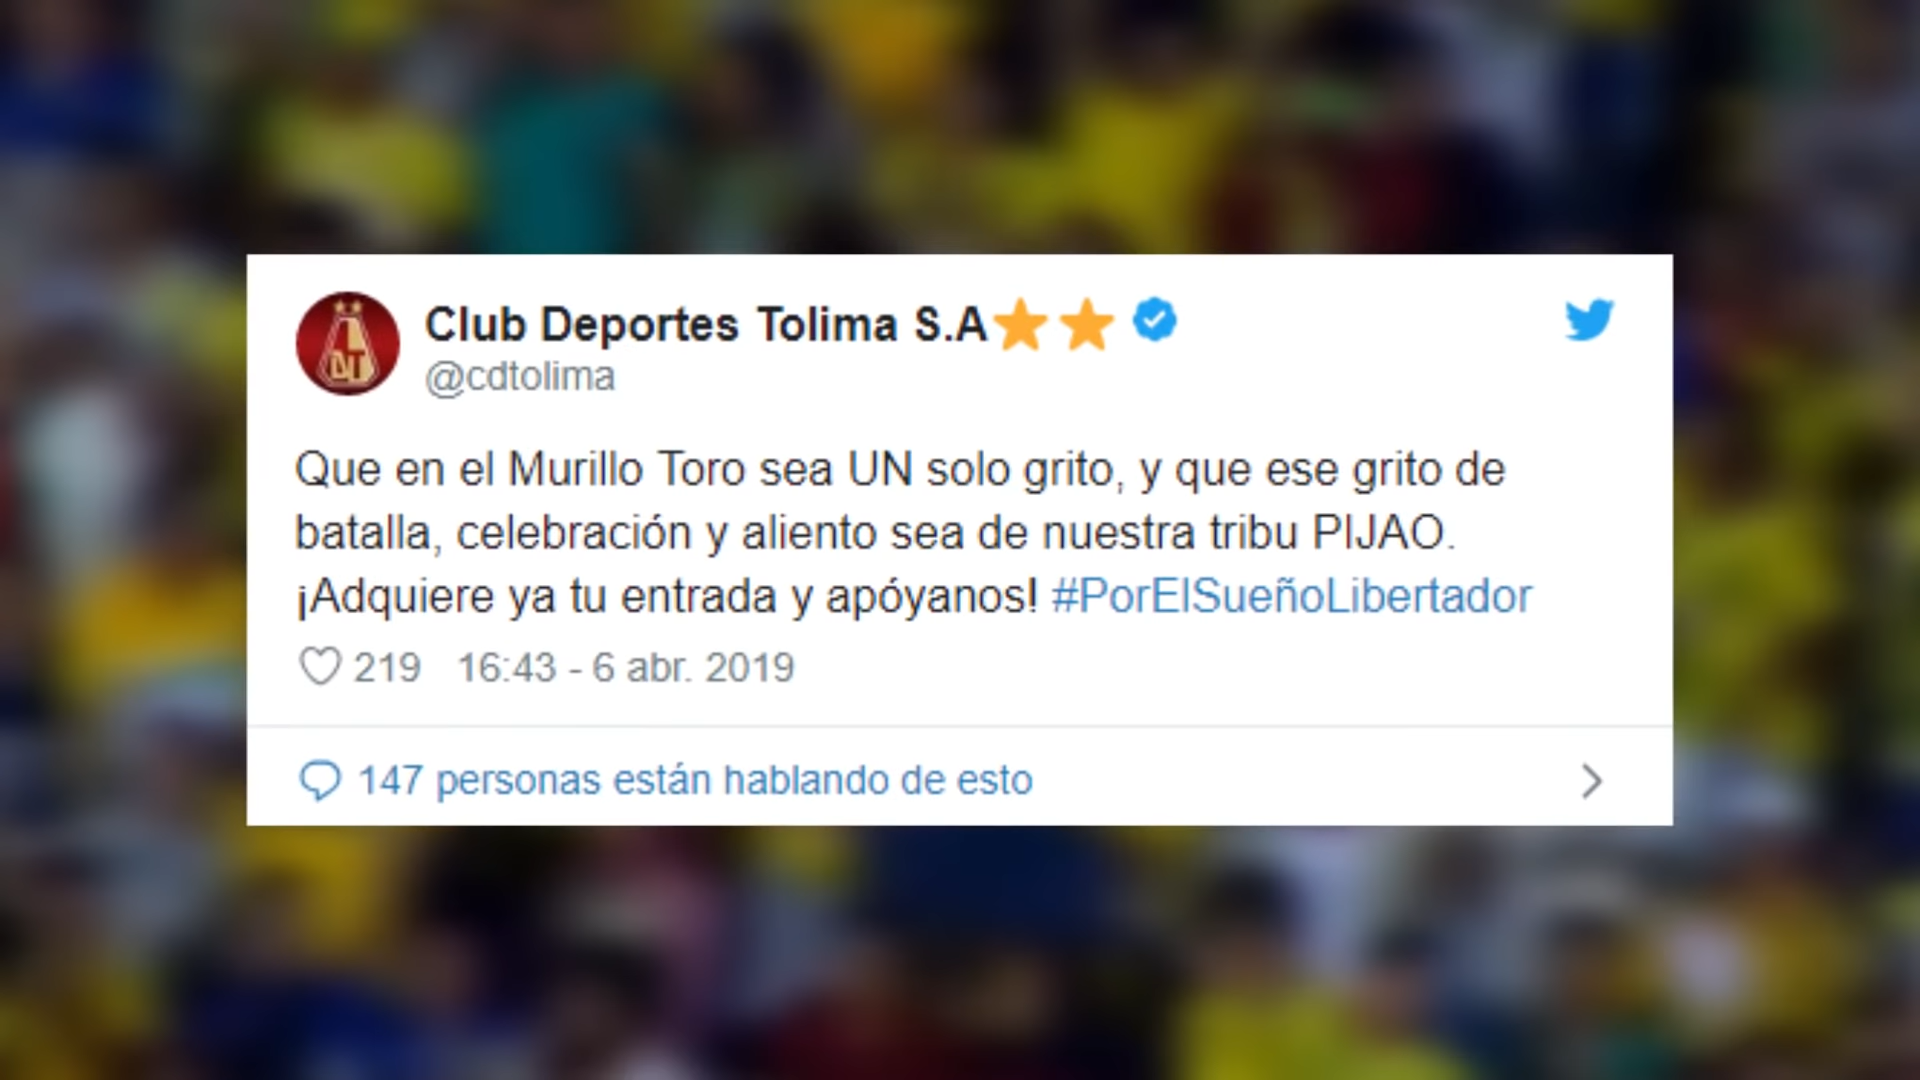 Club Deportes Tolima S.A⭐⭐
@cdtolima
Que en el Murillo Toro sea UN solo grito, y que ese grito de
batalla, celebración y aliento sea de nuestra tribu PIJAO.
¡Adquiere ya tu entrada y apóyanos! #PorElSueñoLibertador
219 16:43 - 6 abr. 2019
147 personas están hablando de esto